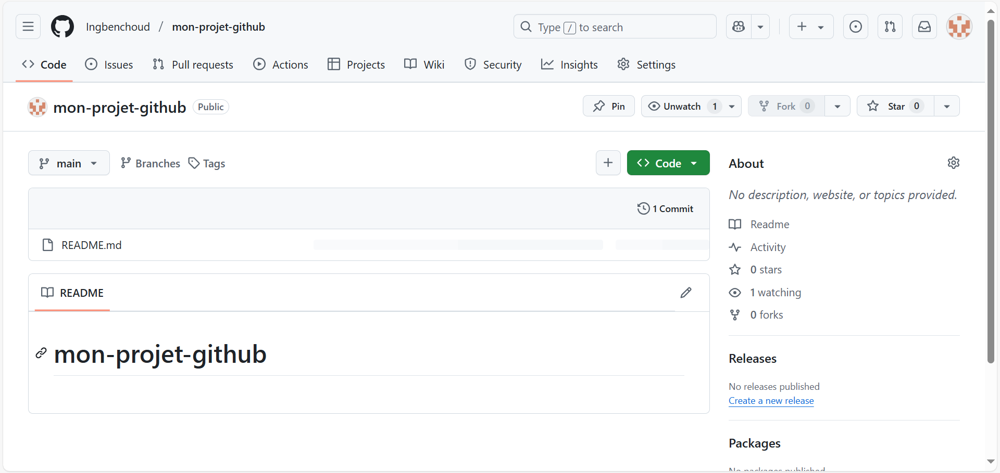 Ingbenchoud / mon-projet-github
Type / to search
Code Issues Pull requests Actions Projects Wiki Security Insights Settings
mon-projet-github Public
Pin Unwatch 1 Fork 0 Star 0
main Branches Tags
Code
1 Commit
README.md
README
mon-projet-github
About
No description, website, or topics provided.
Readme
Activity
0 stars
1 watching
0 forks
Releases
No releases published
Create a new release
Packages
No packages published